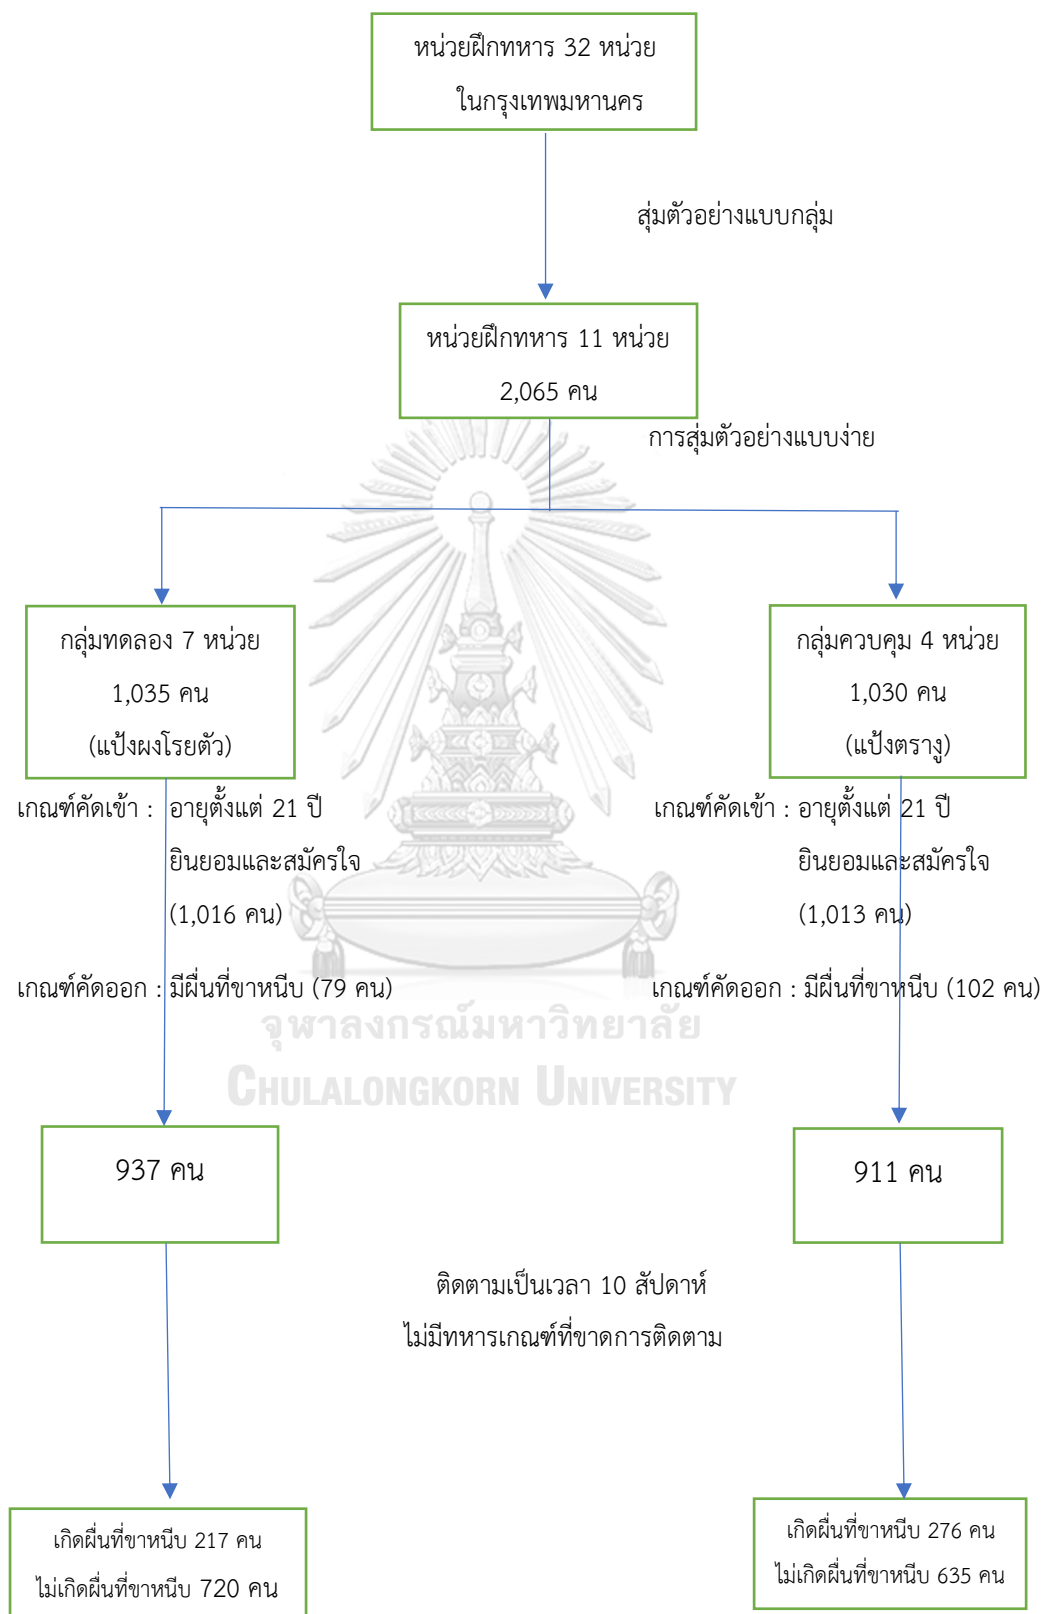 หน่วยฝึกทหาร 32 หน่วย
ในกรุงเทพมหานคร
สุ่มตัวอย่างแบบกลุ่ม
หน่วยฝึกทหาร 11 หน่วย
2,065 คน
การสุ่มตัวอย่างแบบง่าย
กลุ่มทดลอง 7 หน่วย
1,035 คน
(แป้งผงโรยตัว)
กลุ่มควบคุม 4 หน่วย
1,030 คน
(แป้งตรางู)
เกณฑ์คัดเข้า : อายุตั้งแต่ 21 ปี
ยินยอมและสมัครใจ
(1,016 คน)
เกณฑ์คัดออก : มีผื่นที่ขาหนีบ (79 คน)
เกณฑ์คัดเข้า : อายุตั้งแต่ 21 ปี
ยินยอมและสมัครใจ
(1,013 คน)
เกณฑ์คัดออก : มีผื่นที่ขาหนีบ (102 คน)
จุฬาลงกรณ์มหาวิทยาลัย
CHULALONGKORN UNIVERSITY
937 คน
911 คน
ติดตามเป็นเวลา 10 สัปดาห์
ไม่มีทหารเกณฑ์ที่ขาดการติดตาม
เกิดผื่นที่ขาหนีบ 217 คน
ไม่เกิดผื่นที่ขาหนีบ 720 คน
เกิดผื่นที่ขาหนีบ 276 คน
ไม่เกิดผื่นที่ขาหนีบ 635 คน